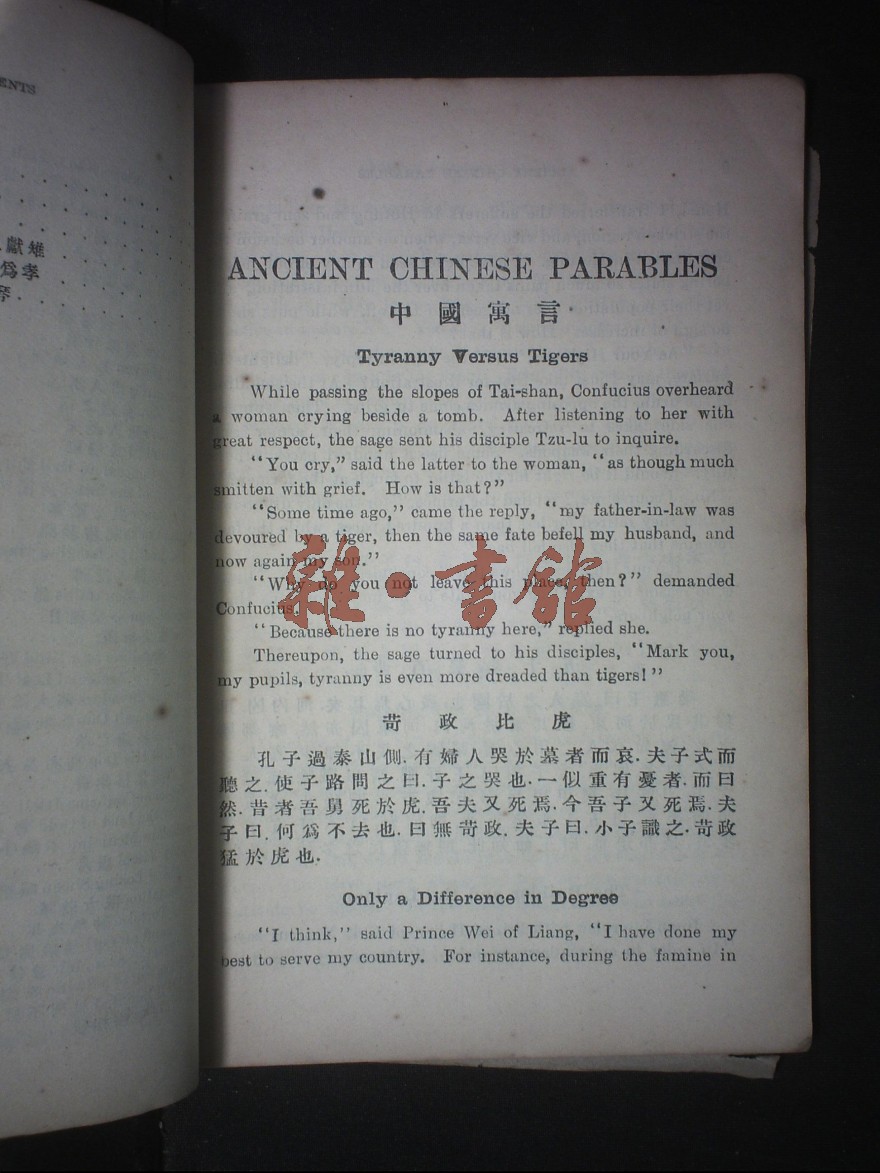 ENTS
獻雉
爲孝
琴
ANCIENT CHINESE PARABLES
中國寓言
Tyranny Versus Tigers
While passing the slopes of Tai-shan, Confucius overheard
a woman crying beside a tomb. After listening to her with
great respect, the sage sent his disciple Tzu-lu to inquire.
"You cry," said the latter to the woman, "as though much
smitten with grief. How is that?"
"Some time ago," came the reply, "my father-in-law was
devoured by a tiger, then the same fate befell my husband, and
now again my son."
"Why do you not leave this place, then?" demanded
Confucius.
"Because there is no tyranny here," replied she.
Thereupon, the sage turned to his disciples, "Mark you,
my pupils, tyranny is even more dreaded than tigers!"
雜·書館
苛政比虎
孔子過泰山側.有婦人哭於墓者而哀.夫子式而
聽之.使子路問之曰.子之哭也.一似重有憂者.而曰
然.昔者吾舅死於虎.吾夫又死焉.今吾子又死焉.夫
子曰.何爲不去也.曰無苛政.夫子曰.小子識之.苛政
猛於虎也.
Only a Difference in Degree
"I think," said Prince Wei of Liang, "I have done my
best to serve my country. For instance, during the famine in